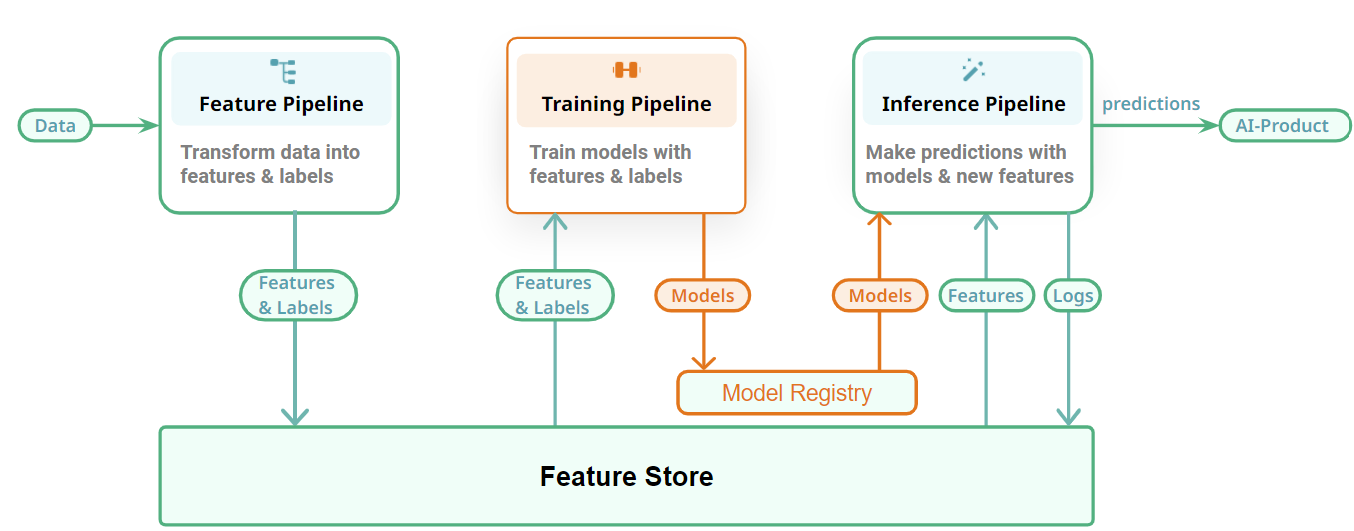 Feature Pipeline
Transform data into
features & labels
Training Pipeline
Train models with
features & labels
Inference Pipeline
Make predictions with
models & new features
Data
predictions
AI-Product
Features
& Labels
Features
& Labels
Models
Models
Features
Logs
Model Registry
Feature Store